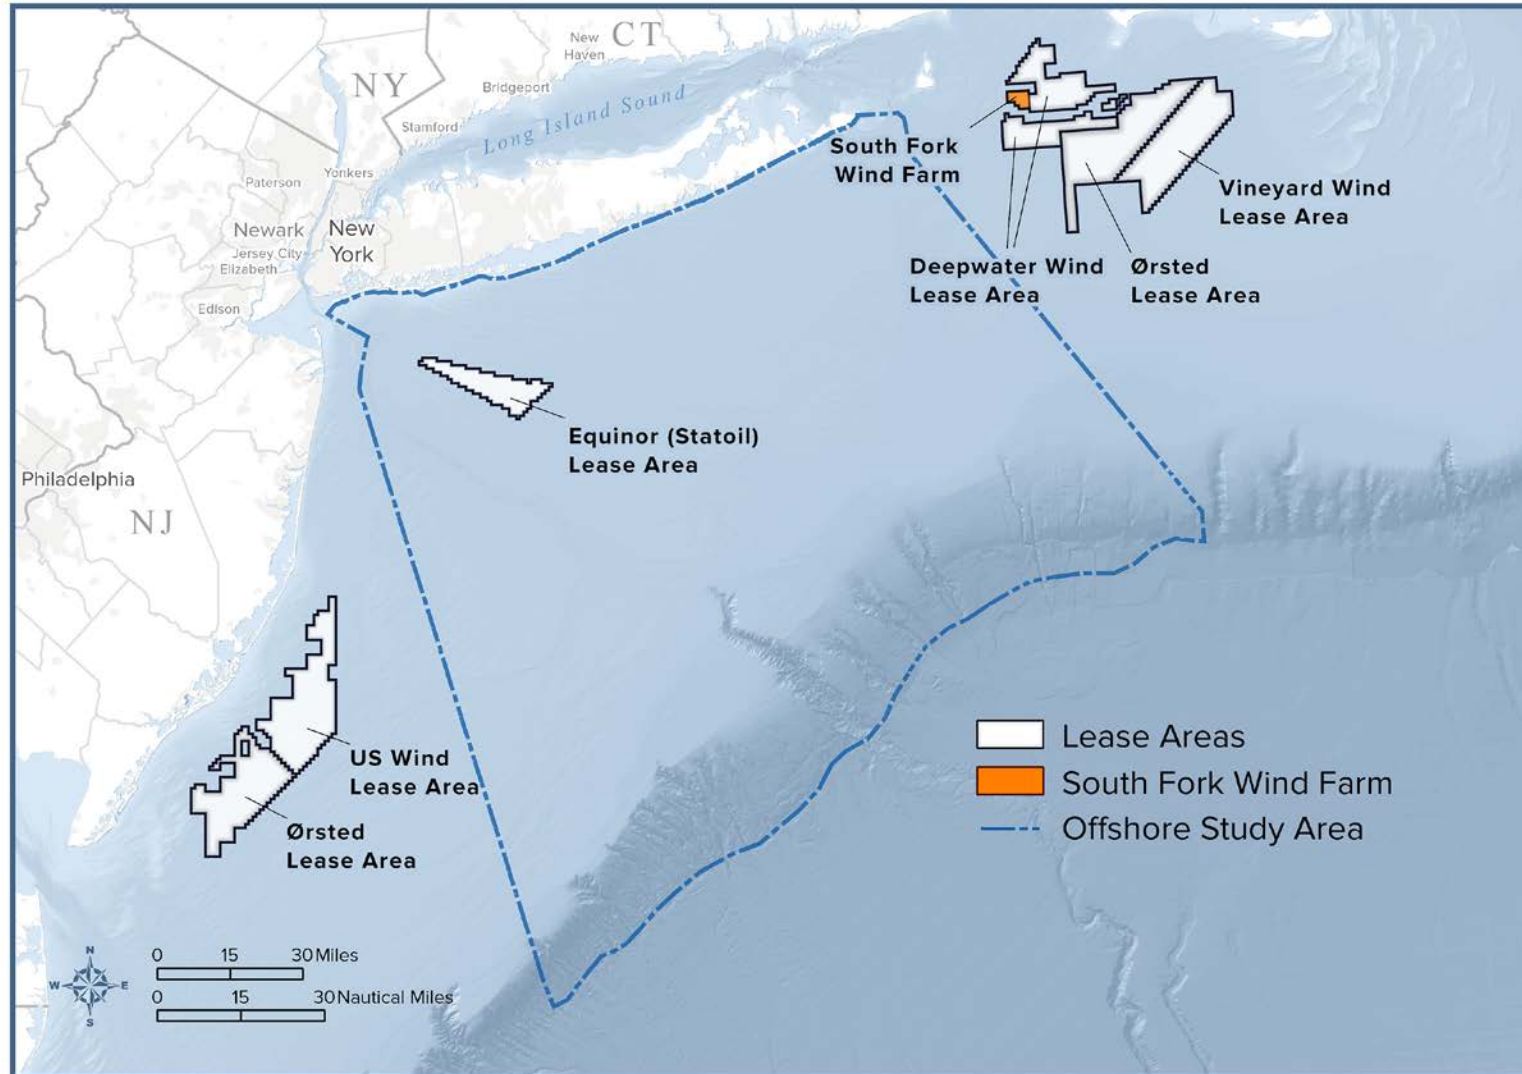 New
Haven
CT
NY
Bridgeport
Long Island Sound
Stamford
Yonkers
Paterson
Newark
New
York
Jersey City
Elizabeth
Edison
South Fork
Wind Farm
Vineyard Wind
Lease Area
Deepwater Wind
Lease Area
Ørsted
Lease Area
Equinor (Statoil)
Lease Area
Philadelphia
NJ
US Wind
Lease Area
Ørsted
Lease Area
Lease Areas
South Fork Wind Farm
Offshore Study Area
N
W E
S
0 15 30 Miles
0 15 30 Nautical Miles